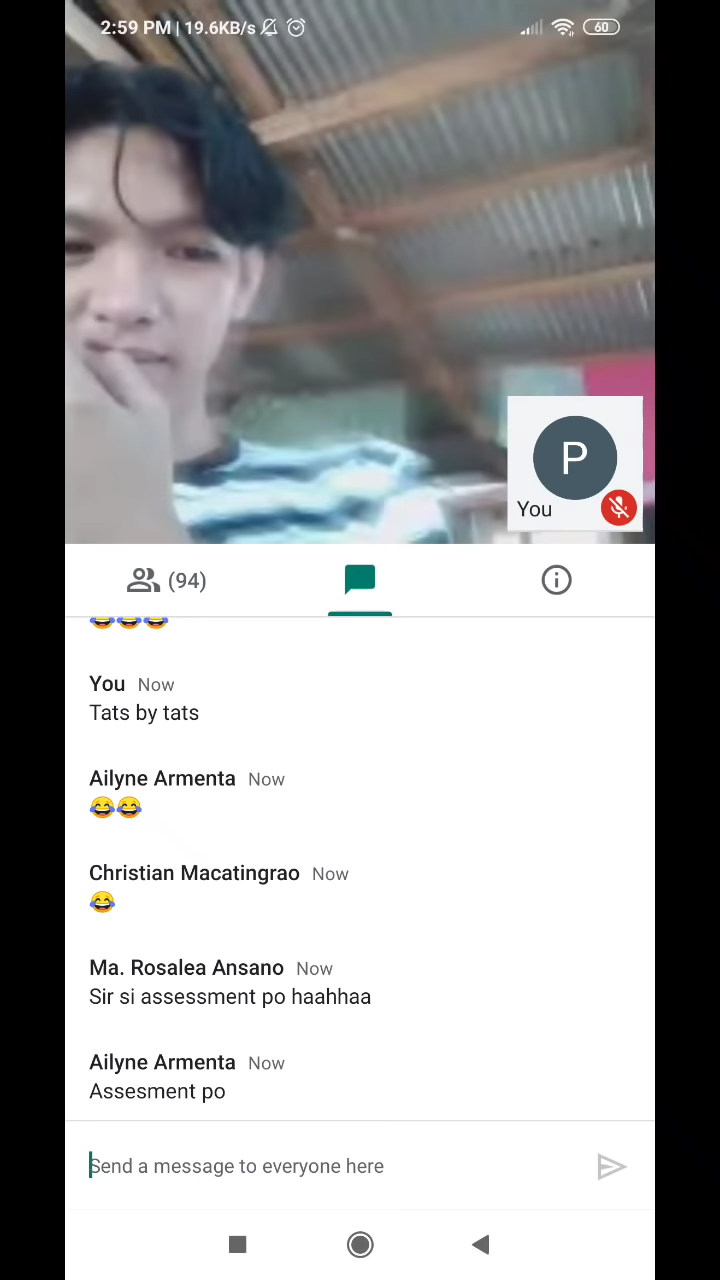 2:59 PM | 19.6KB/s 60
P
You
(94)
😂😂😂
You Now
Tats by tats
Ailyne Armenta Now
😂😂
Christian Macatingrao Now
😂
Ma. Rosalea Ansano Now
Sir si assessment po haahhaa
Ailyne Armenta Now
Assesment po
Send a message to everyone here